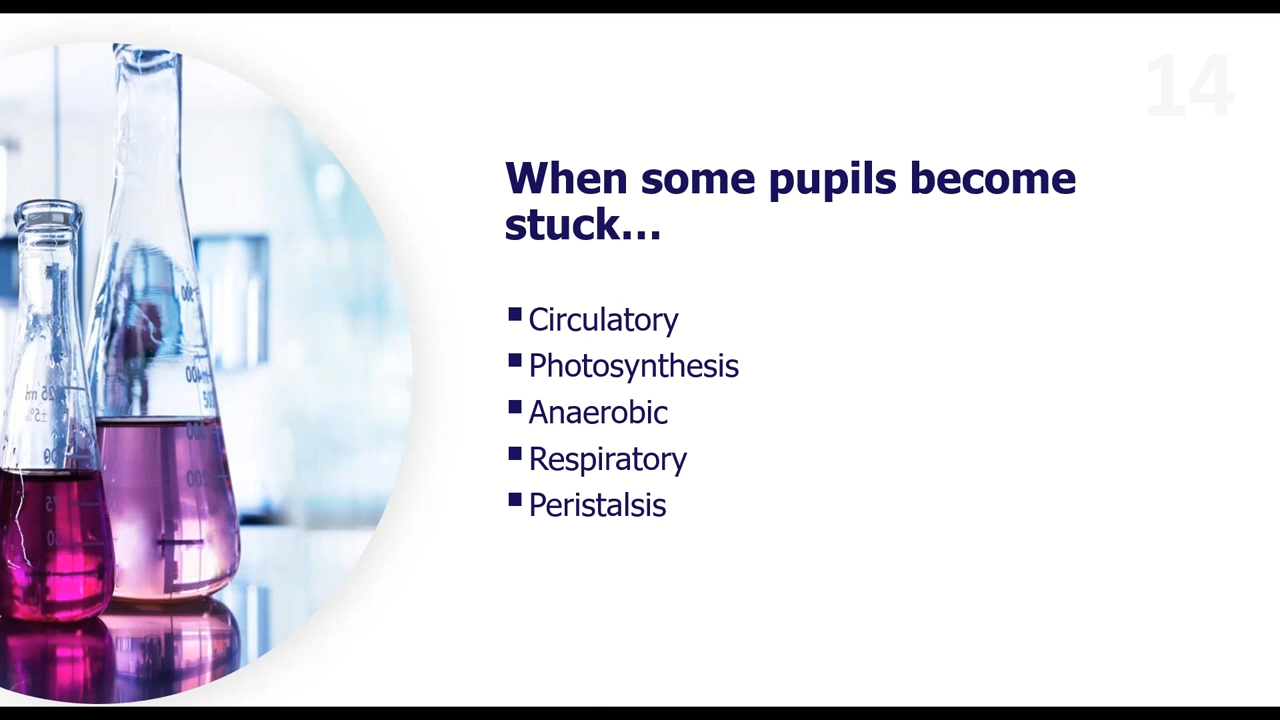 14
When some pupils become
stuck...
▪Circulatory
▪Photosynthesis
▪Anaerobic
▪Respiratory
▪Peristalsis